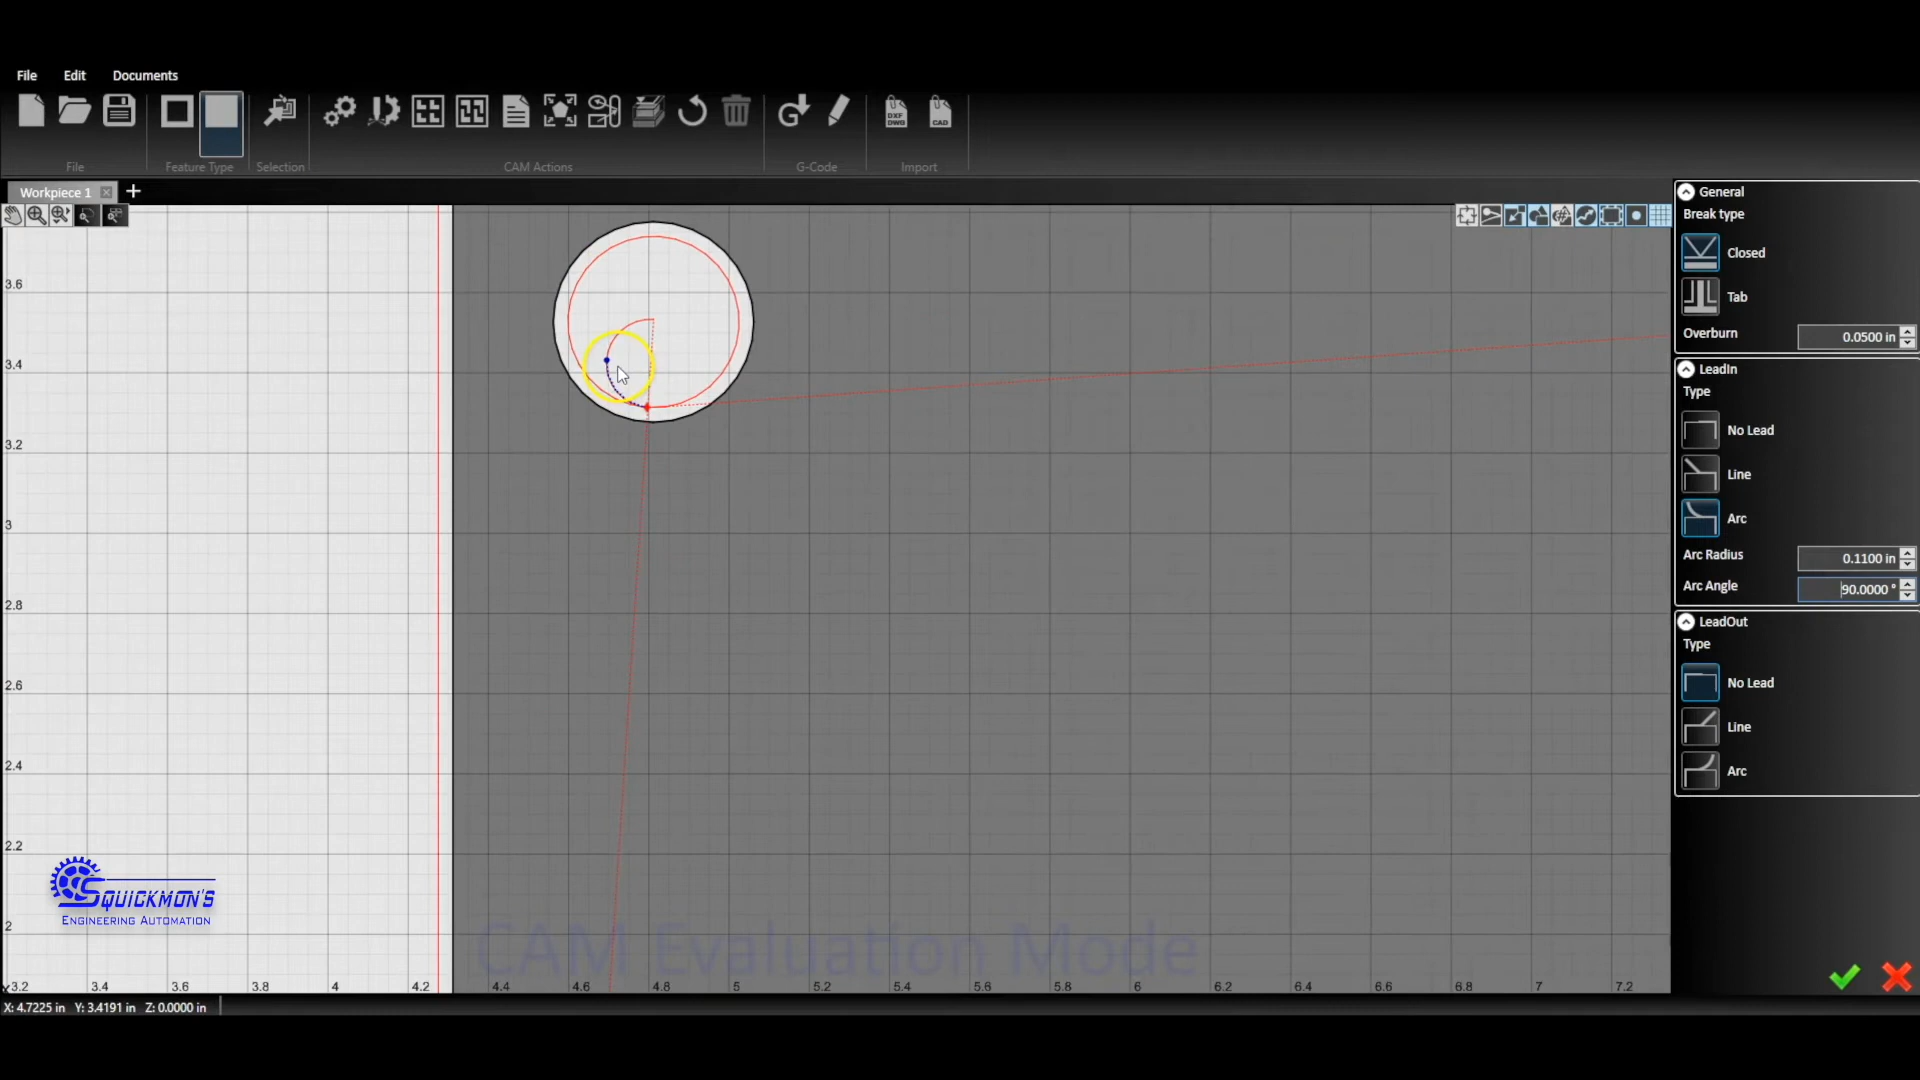 File Edit Documents
DXF
DWG
CAD
File Feature Type Selection CAM Actions G-Code Import
Workpiece 1
General
Break type
Closed
Tab
Overburn 0.0500 in
LeadIn
Type
No Lead
Line
Arc
Arc Radius 0.1100 in
Arc Angle 90.0000 °
LeadOut
Type
No Lead
Line
Arc
3.6
3.4
3.2
3
2.8
2.6
2.4
2.2
2
SQUICKMON'S
ENGINEERING AUTOMATION
CAM Evaluation Mode
3.2 3.4 3.6 3.8 4 4.2 4.4 4.6 4.8 5 5.2 5.4 5.6 5.8 6 6.2 6.4 6.6 6.8 7 7.2
X: 4.7225 in Y: 3.4191 in Z: 0.0000 in